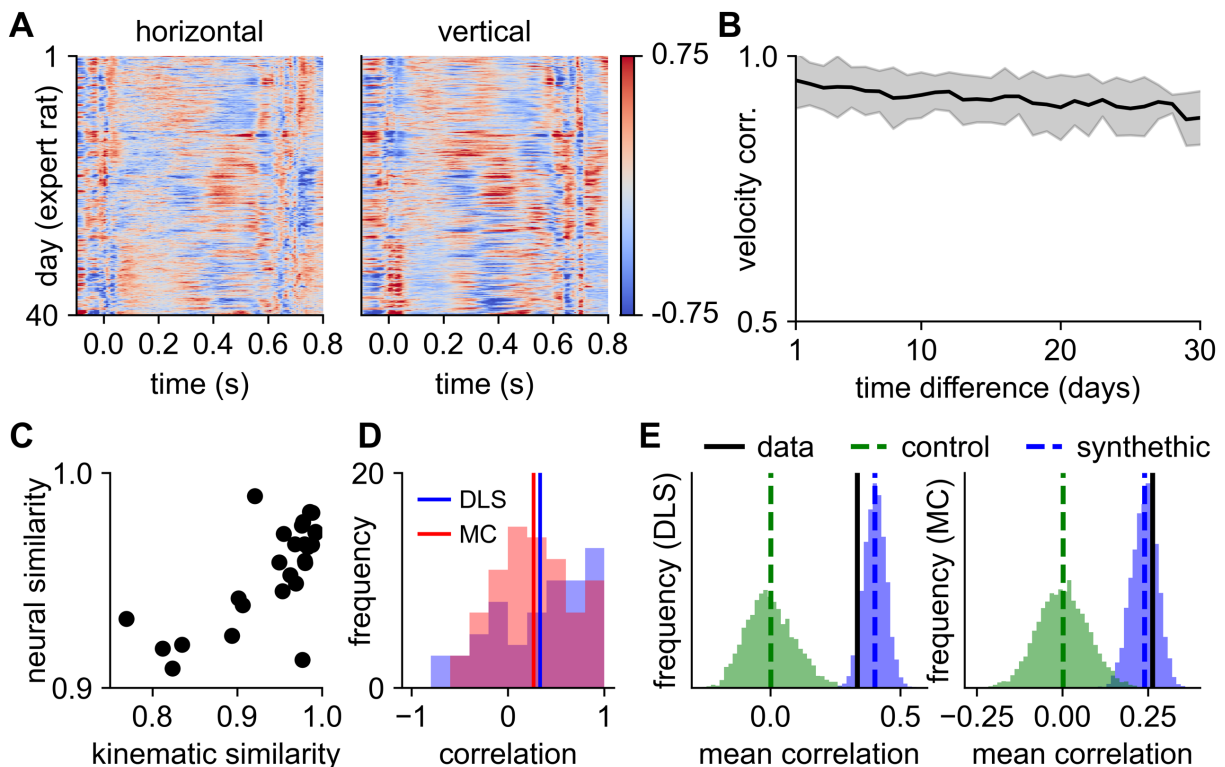 A
horizontal
vertical
day (expert rat)
1
40
0.0 0.2 0.4 0.6 0.8
time (s)
0.0 0.2 0.4 0.6 0.8
time (s)
0.75
-0.75
B
velocity corr.
1.0
0.5
1 10 20 30
time difference (days)
C
neural similarity
1.0
0.9
0.8 0.9 1.0
kinematic similarity
D
frequency
20
0
DLS
MC
−1 0 1
correlation
E
data control synthethic
frequency (DLS)
0.0 0.5
mean correlation
frequency (MC)
−0.25 0.00 0.25
mean correlation